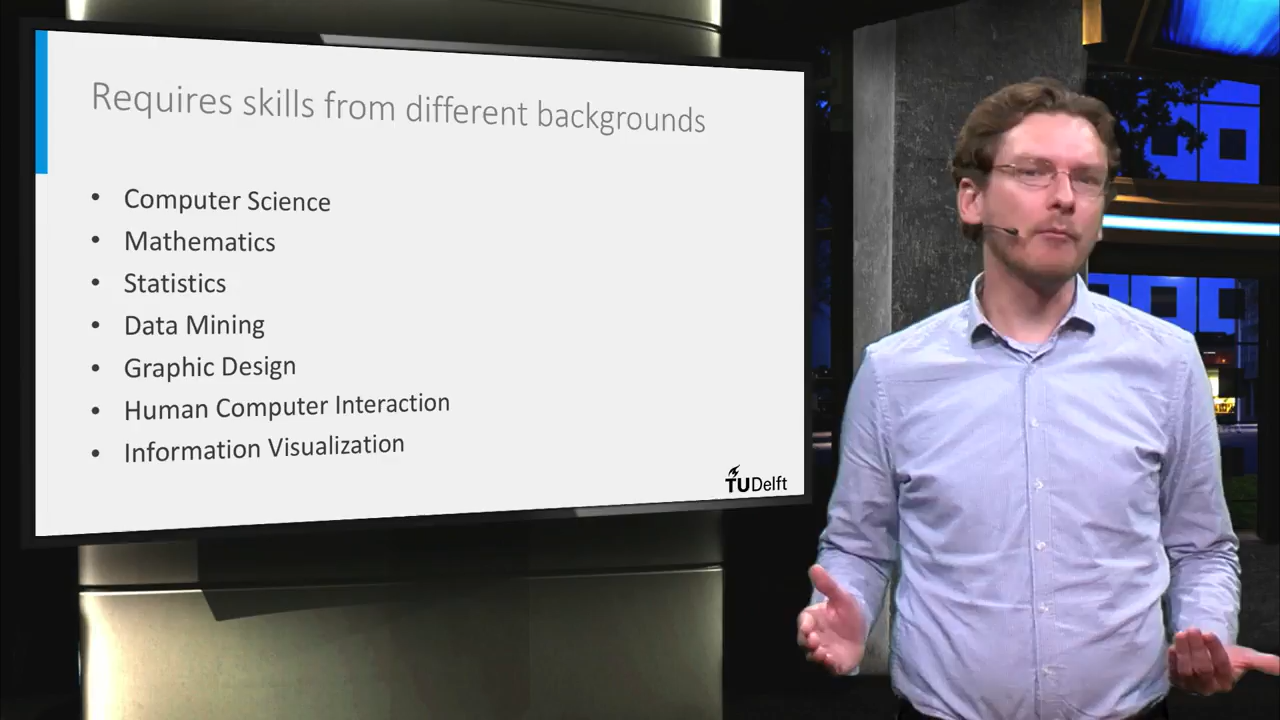 Requires skills from different backgrounds
• Computer Science
• Mathematics
• Statistics
• Data Mining
• Graphic Design
• Human Computer Interaction
• Information Visualization
TUDelft